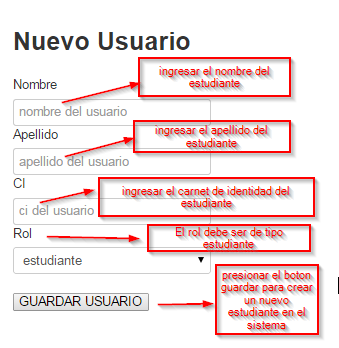 Nuevo Usuario
Nombre
ingresar el nombre del
estudiante
nombre del usuario
Apellido
ingresar el apellido del
estudiante
apellido del usuario
CI
ingresar el carnet de identidad del
estudiante
ci del usuario
Rol
El rol debe ser de tipo
estudiante
estudiante
GUARDAR USUARIO
presionar el boton
guardar para crear
un nuevo
estudiante en el
sistema